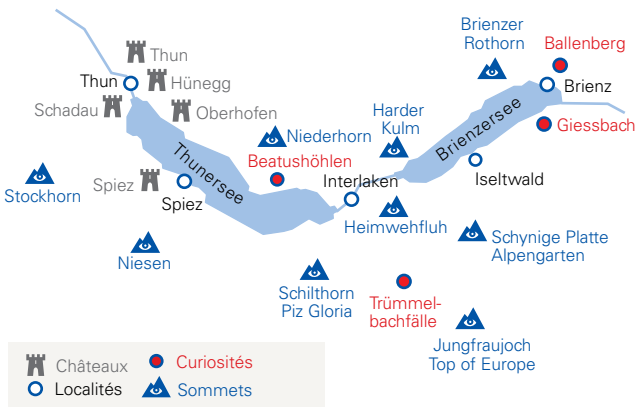 Brienzer
Rothorn
Ballenberg
Thun
Thun
Hünegg
Brienz
Schadau
Oberhofen
Harder
Kulm
Brienzersee
Giessbach
Niederhorn
Thunersee
Beatushöhlen
Iseltwald
Stockhorn
Spiez
Spiez
Interlaken
Heimwehfluh
Schynige Platte
Alpengarten
Niesen
Schilthorn
Piz Gloria
Trümmel-
bachfälle
Jungfraujoch
Top of Europe
Châteaux
Curiosités
Localités
Sommets